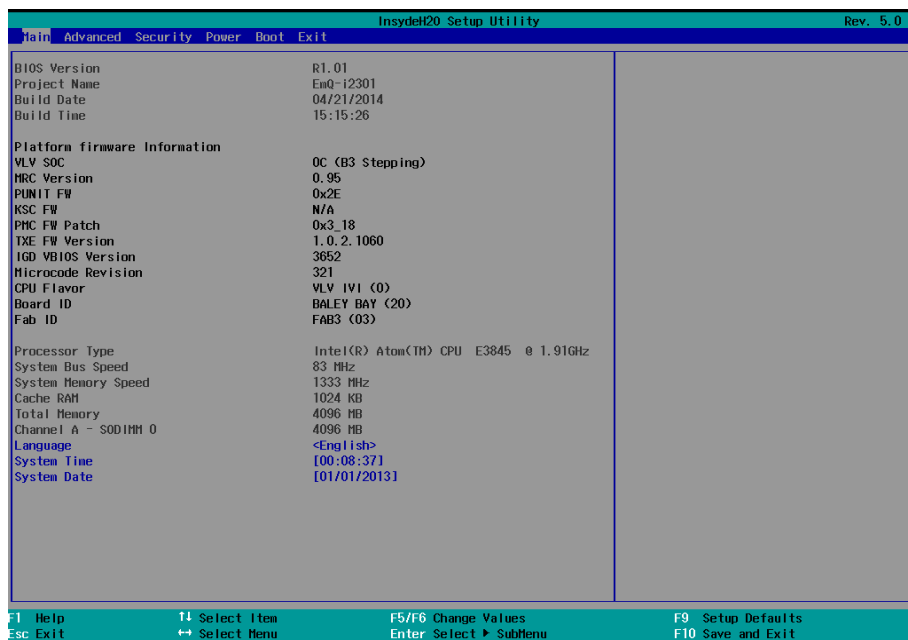 InsydeH20 Setup Utility Rev. 5.0
Main Advanced Security Power Boot Exit
BIOS Version R1.01
Project Name EmQ-i2301
Build Date 04/21/2014
Build Time 15:15:26
Platform firmware Information
VLV SOC 0C (B3 Stepping)
MRC Version 0.95
PUNIT FW 0x2E
KSC FW N/A
PMC FW Patch 0x3_18
TXE FW Version 1.0.2.1060
IGD VBIOS Version 3652
Microcode Revision 321
CPU Flavor VLV IVI (0)
Board ID BALEY BAY (20)
Fab ID FAB3 (03)
Processor Type Intel(R) Atom(TM) CPU E3845 @ 1.91GHz
System Bus Speed 83 MHz
System Memory Speed 1333 MHz
Cache RAM 1024 KB
Total Memory 4096 MB
Channel A - SODIMM 0 4096 MB
Language <English>
System Time [00:08:37]
System Date [01/01/2013]
F1 Help ↑↓ Select Item F5/F6 Change Values F9 Setup Defaults
Esc Exit ↔ Select Menu Enter Select ▶ SubMenu F10 Save and Exit